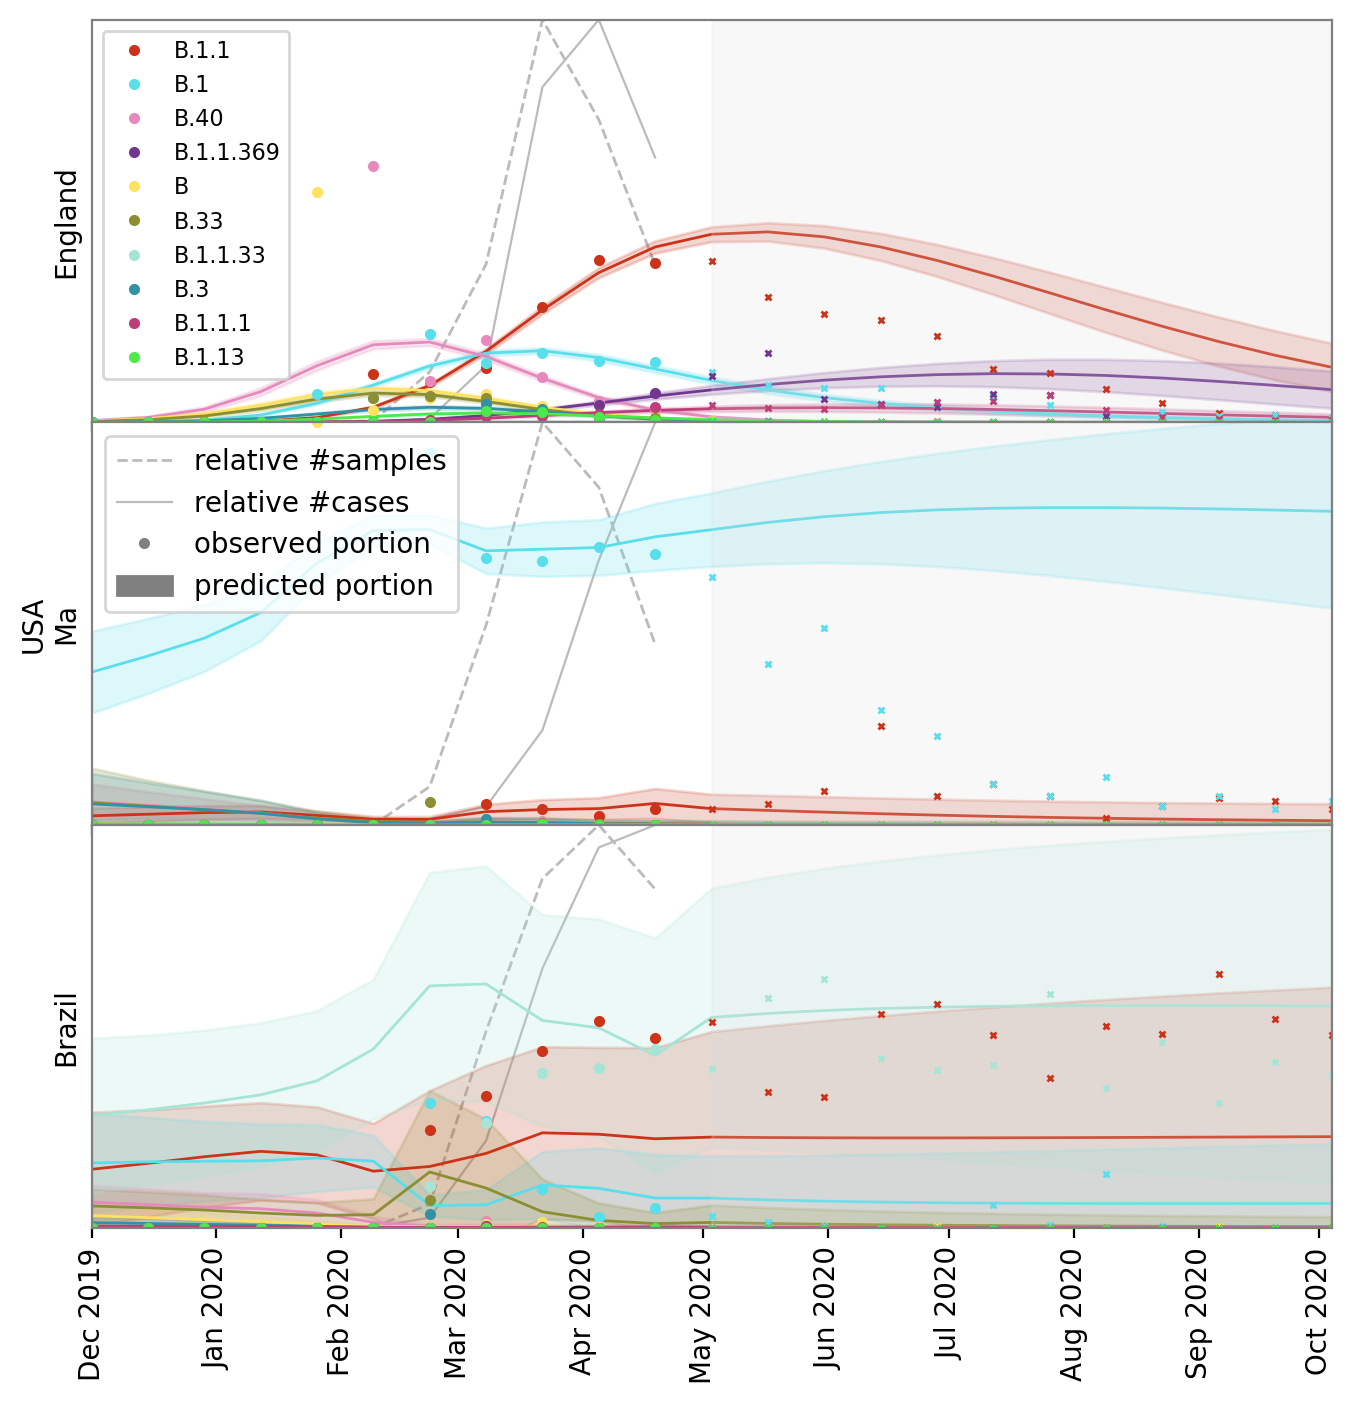 England
B.1.1
B.1
B.40
B.1.1.369
B
B.33
B.1.1.33
B.3
B.1.1.1
B.1.13
USA
Ma
relative #samples
relative #cases
observed portion
predicted portion
Brazil
Dec 2019
Jan 2020
Feb 2020
Mar 2020
Apr 2020
May 2020
Jun 2020
Jul 2020
Aug 2020
Sep 2020
Oct 2020